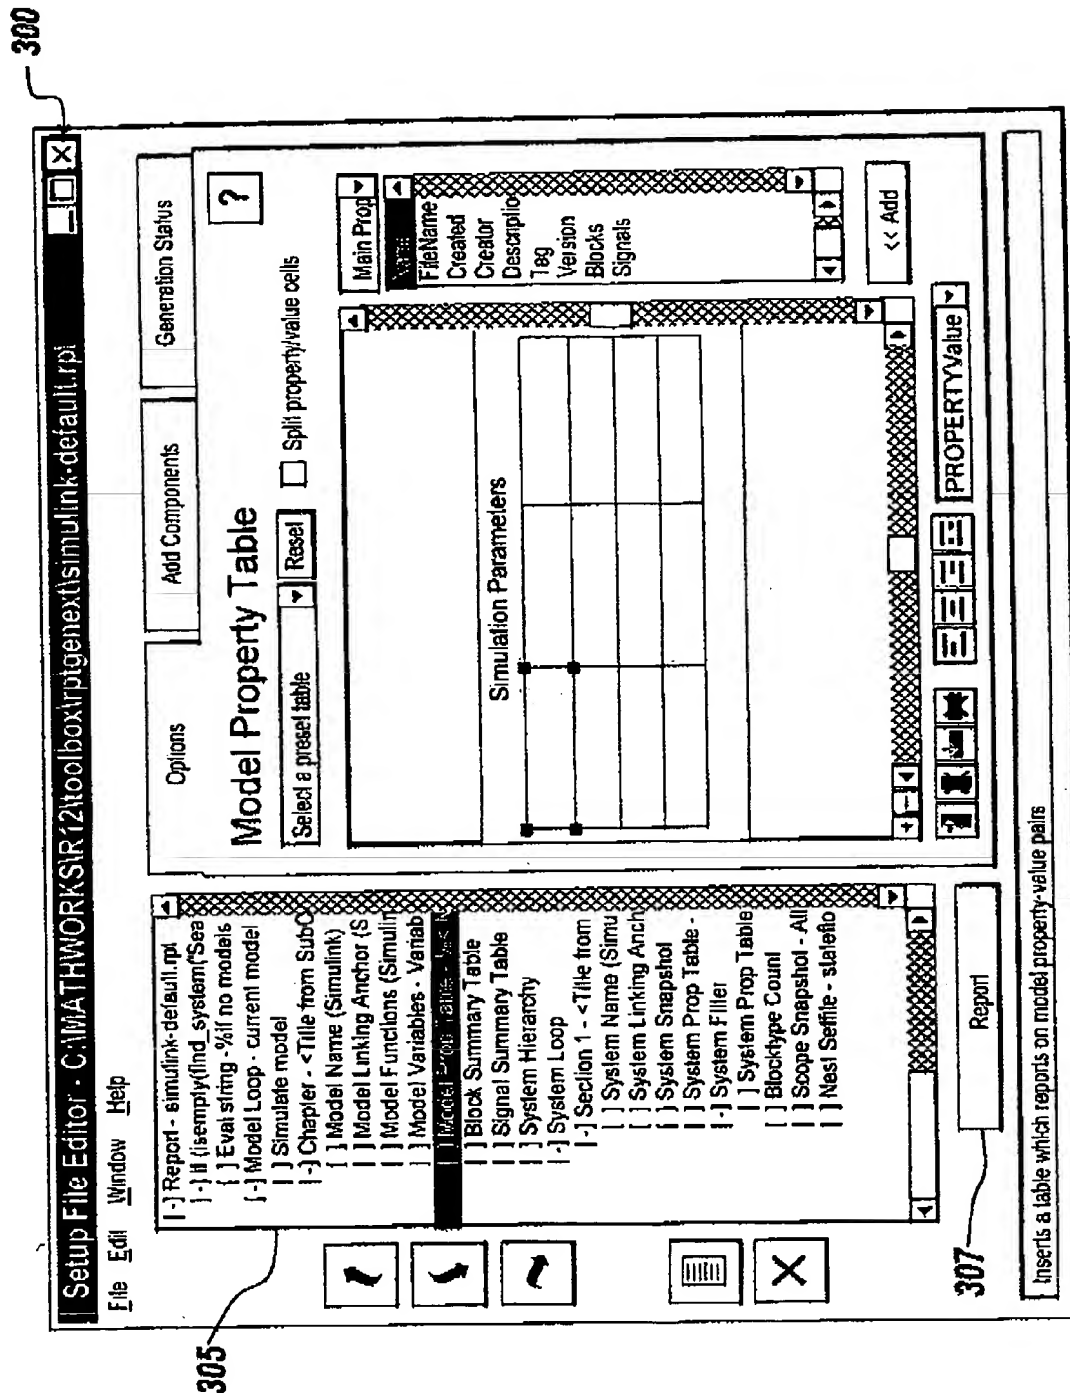 300
Setup File Editor - C:\MATHWORKS\R12\toolbox\rptgenext\simulink-default.rpt
File Edit Window Help
305
[-] Report - simulink-default.rpt
[-] if (isempty(find_system('Sea
[ ] Eval string - %if no models
[-] Model Loop - current model
[ ] Simulate model
[-] Chapter - <Title from SubC
[ ] Model Name (Simulink)
[ ] Model Linking Anchor (S
[ ] Model Functions (Simulin
[ ] Model Variables - Variab
[ ] Model Prop Table -
[ ] Block Summary Table
[ ] Signal Summary Table
[ ] System Hierarchy
[-] System Loop
[-] Section 1 - <Title from
[ ] System Name (Simu
[ ] System Linking Anch
[ ] System Snapshot
[ ] System Prop Table -
[-] System Filter
[ ] System Prop Table
[ ] Blocktype Count
[ ] Scope Snapshot - All
[ ] Nest Setfile - stateflo
307
Report
Options
Add Components
Generation Status
Model Property Table
?
Select a preset table
Reset
Split property/value cells
Simulation Parameters
Main Prop
Name
FileName
Created
Creator
Descriptio
Tag
Version
Blocks
Signals
<< Add
PROPERTYValue
Inserts a table which reports on model property-value pairs